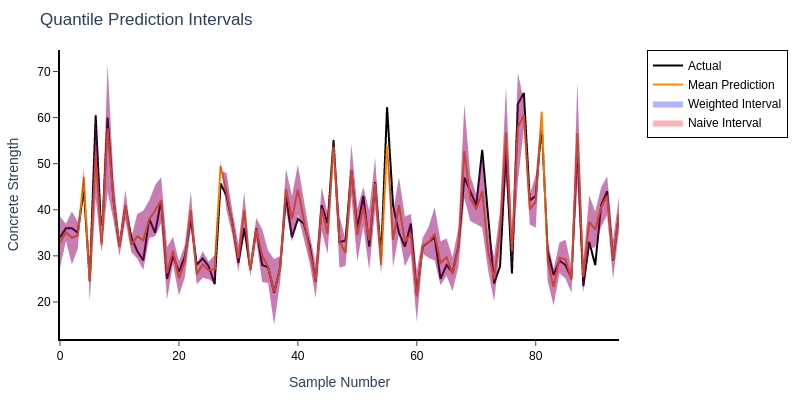 Quantile Prediction Intervals
Actual
Mean Prediction
Weighted Interval
Naive Interval
Concrete Strength
70
60
50
40
30
20
0
20
40
60
80
Sample Number